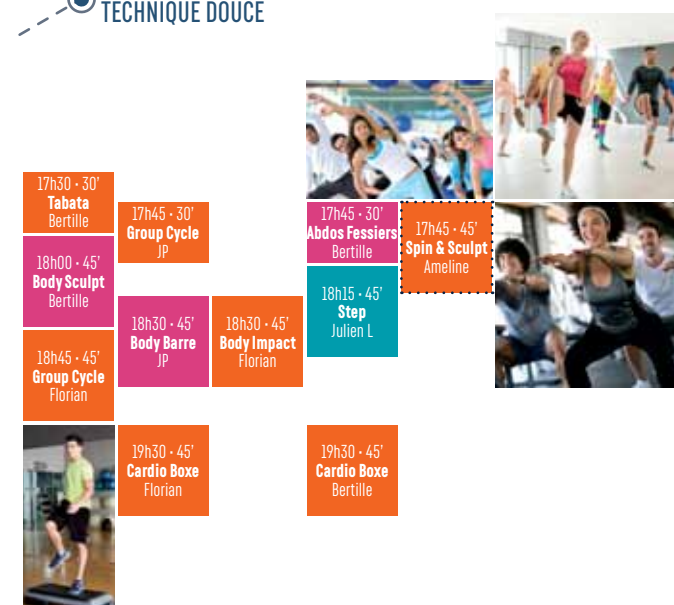 TECHNIQUE DOUCE
17h30 • 30'
Tabata
Bertille
18h00 • 45'
Body Sculpt
Bertille
18h45 • 45'
Group Cycle
Florian
17h45 • 30'
Group Cycle
JP
18h30 • 45'
Body Barre
JP
19h30 • 45'
Cardio Boxe
Florian
18h30 • 45'
Body Impact
Florian
17h45 • 30'
Abdos Fessiers
Bertille
18h15 • 45'
Step
Julien L
19h30 • 45'
Cardio Boxe
Bertille
17h45 • 45'
Spin & Sculpt
Ameline